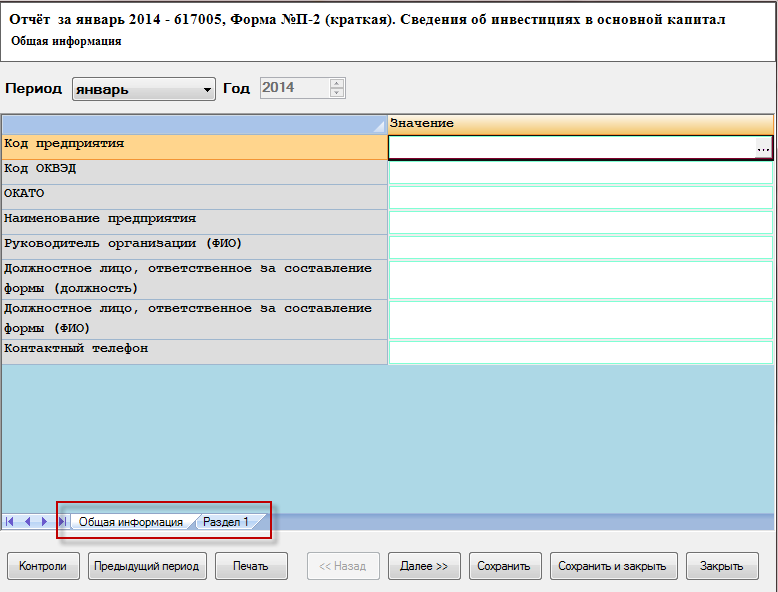 Отчёт за январь 2014 - 617005, Форма №П-2 (краткая). Сведения об инвестициях в основной капитал
Общая информация
Период январь Год 2014
Значение
Код предприятия ...
Код ОКВЭД
ОКАТО
Наименование предприятия
Руководитель организации (ФИО)
Должностное лицо, ответственное за составление
формы (должность)
Должностное лицо, ответственное за составление
формы (ФИО)
Контактный телефон
Общая информация Раздел 1
Контроли Предыдущий период Печать << Назад Далее >> Сохранить Сохранить и закрыть Закрыть